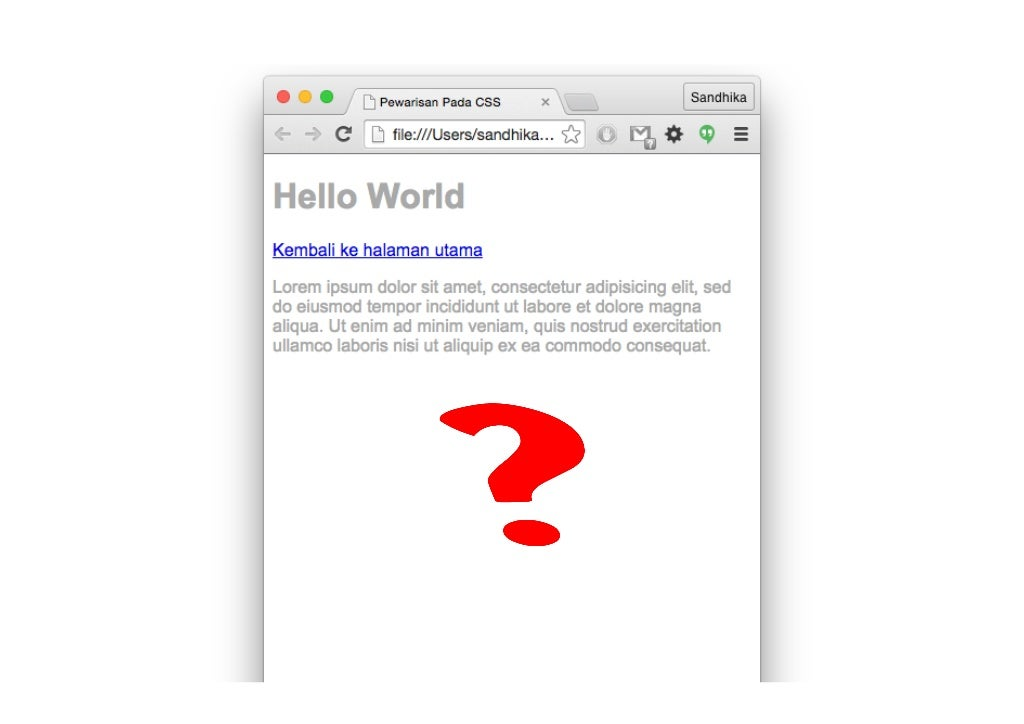 Pewarisan Pada CSS
Sandhika
file:///Users/sandhika...
Hello World
Kembali ke halaman utama
Lorem ipsum dolor sit amet, consectetur adipisicing elit, sed
do eiusmod tempor incididunt ut labore et dolore magna
aliqua. Ut enim ad minim veniam, quis nostrud exercitation
ullamco laboris nisi ut aliquip ex ea commodo consequat.
?